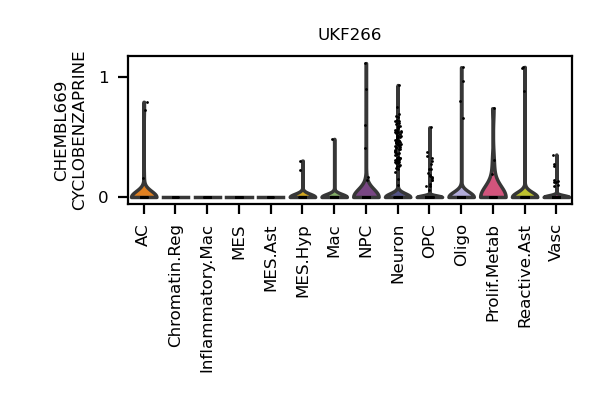 UKF266
CHEMBL669
CYCLOBENZAPRINE
1
0
AC
Chromatin.Reg
Inflammatory.Mac
MES
MES.Ast
MES.Hyp
Mac
NPC
Neuron
OPC
Oligo
Prolif.Metab
Reactive.Ast
Vasc